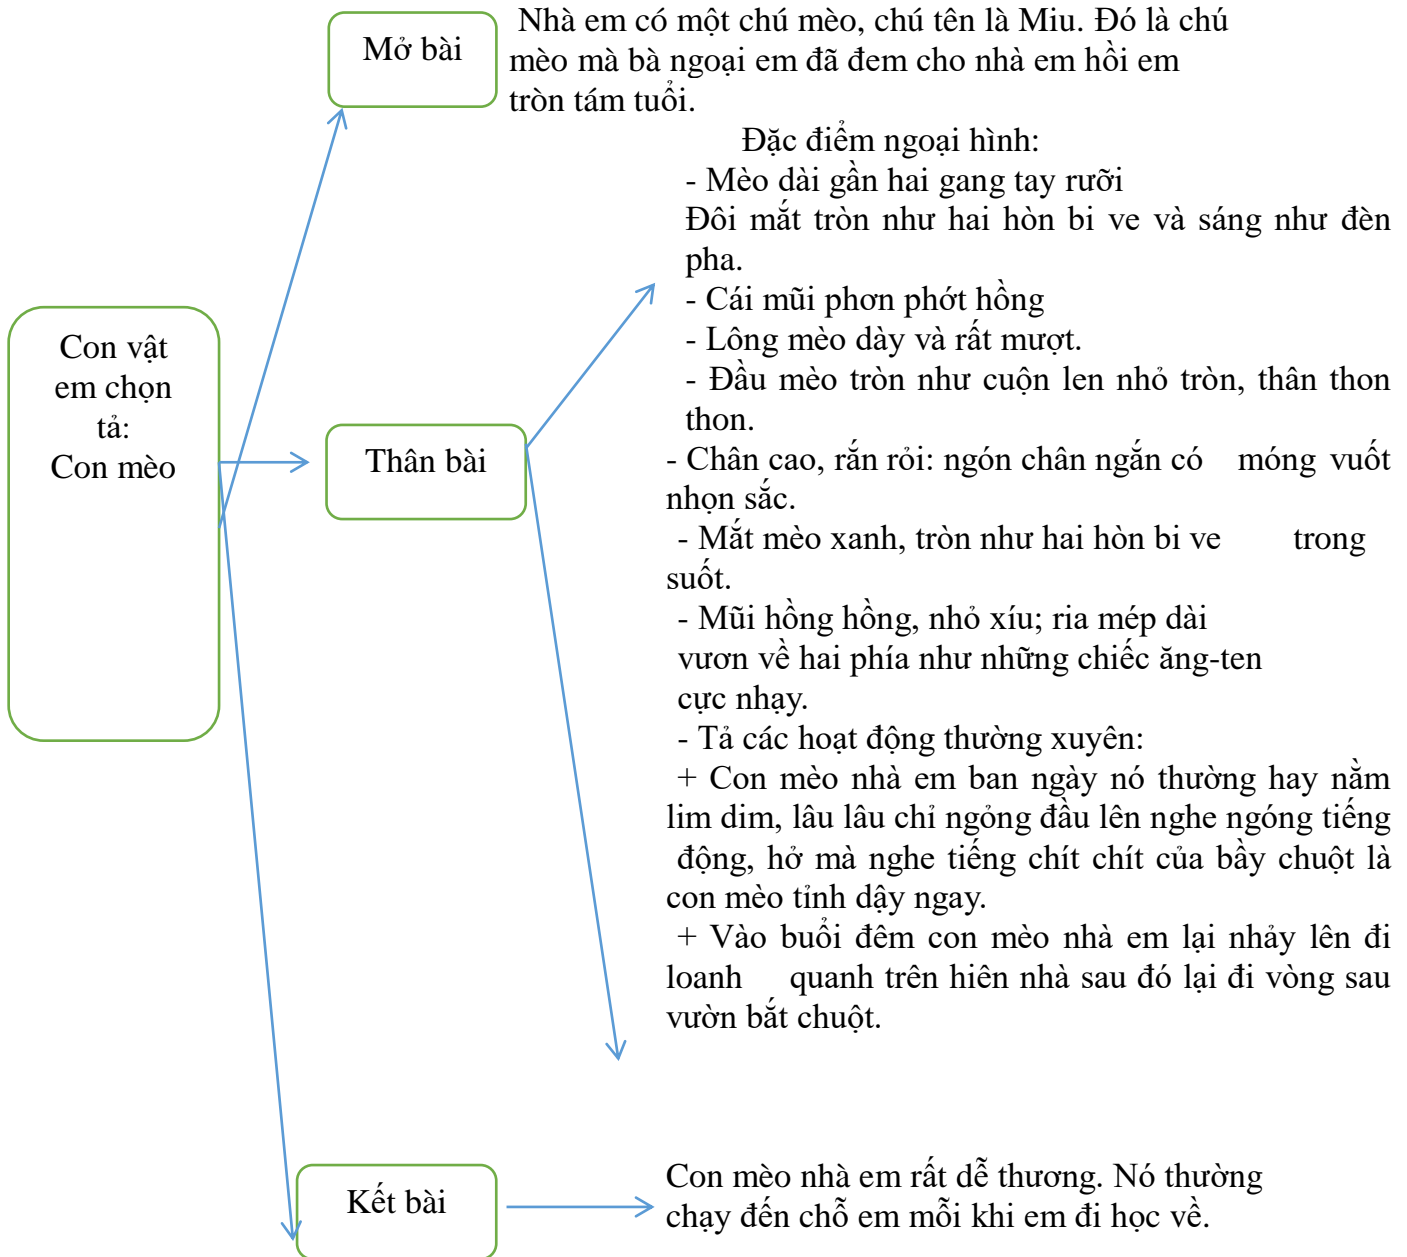 Mở bài
Nhà em có một chú mèo, chú tên là Miu. Đó là chú
mèo mà bà ngoại em đã đem cho nhà em hồi em
tròn tám tuổi.
Con vật
em chọn
tả:
Con mèo
Thân bài
Đặc điểm ngoại hình:
- Mèo dài gần hai gang tay rưỡi
Đôi mắt tròn như hai hòn bi ve và sáng như đèn
pha.
- Cái mũi phơn phớt hồng
- Lông mèo dày và rất mượt.
- Đầu mèo tròn như cuộn len nhỏ tròn, thân thon
thon.
- Chân cao, rắn rỏi: ngón chân ngắn có móng vuốt
nhọn sắc.
- Mắt mèo xanh, tròn như hai hòn bi ve trong
suốt.
- Mũi hồng hồng, nhỏ xíu; ria mép dài
vươn về hai phía như những chiếc ăng-ten
cực nhạy.
- Tả các hoạt động thường xuyên:
+ Con mèo nhà em ban ngày nó thường hay nằm
lim dim, lâu lâu chỉ ngỏng đầu lên nghe ngóng tiếng
động, hở mà nghe tiếng chít chít của bầy chuột là
con mèo tỉnh dậy ngay.
+ Vào buổi đêm con mèo nhà em lại nhảy lên đi
loanh quanh trên hiên nhà sau đó lại đi vòng sau
vườn bắt chuột.
Kết bài
Con mèo nhà em rất dễ thương. Nó thường
chạy đến chỗ em mỗi khi em đi học về.